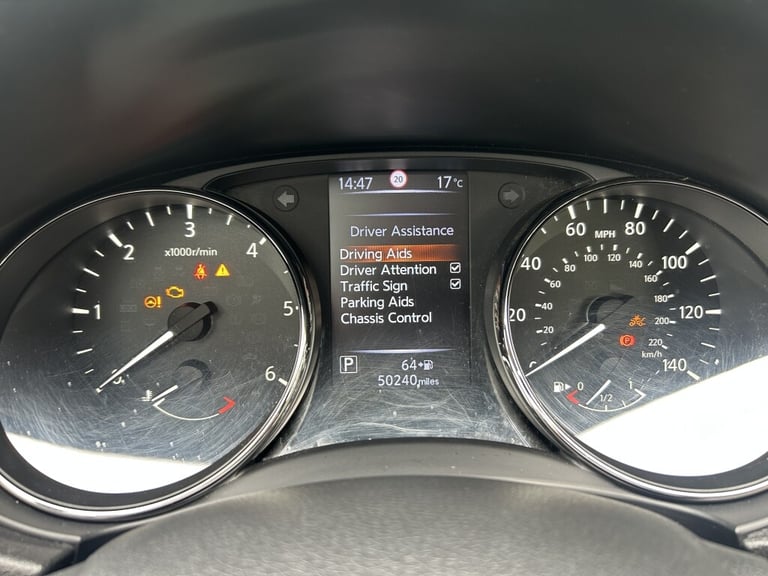 14:47 20 17°C
Driver Assistance
Driving Aids
Driver Attention
Traffic Sign
Parking Aids
Chassis Control
P 64
50240 miles
1 2 3 4 5 6
x1000r/min
20 40 60 80 100 120 140
MPH
20 40 60 80 100 120 140 160 180 200 220
km/h
P
0 1/2 1